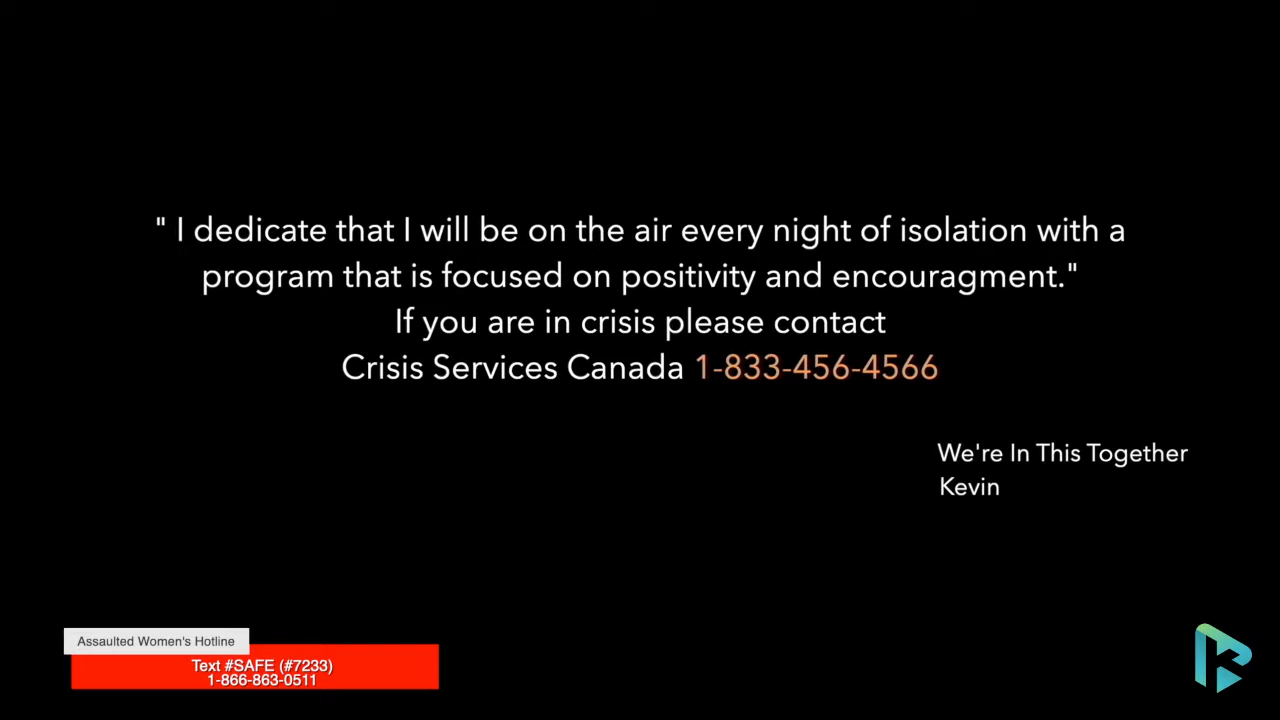 " I dedicate that I will be on the air every night of isolation with a
program that is focused on positivity and encouragment."
If you are in crisis please contact
Crisis Services Canada 1-833-456-4566
We're In This Together
Kevin
Assaulted Women's Hotline
Text #SAFE (#7233)
1-866-863-0511